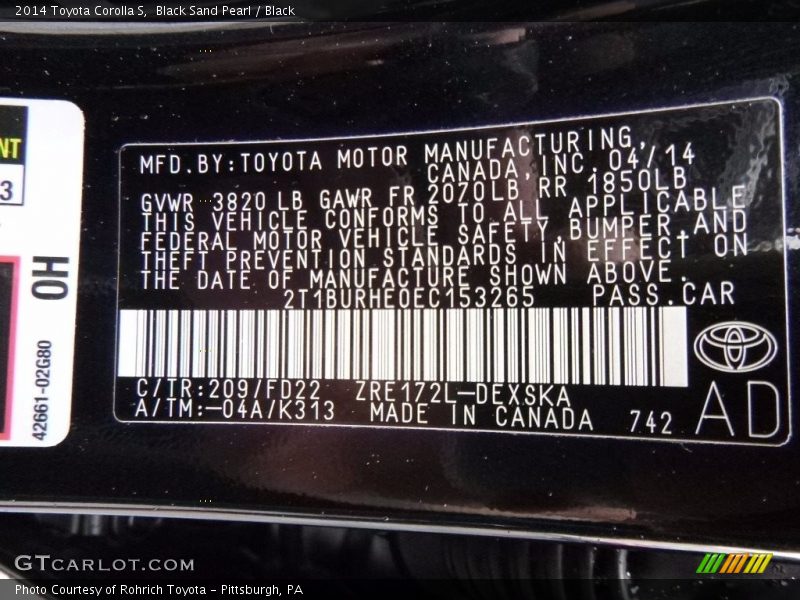 2014 Toyota Corolla S,  Black Sand Pearl / Black
NT
3
OH
42661-02G80
MFD.BY:TOYOTA MOTOR MANUFACTURING,
CANADA,INC.04/14
GVWR 3820 LB GAWR FR 2070LB,RR 1850LB
THIS VEHICLE CONFORMS TO ALL APPLICABLE
FEDERAL MOTOR VEHICLE SAFETY,BUMPER,AND
THEFT PREVENTION STANDARDS IN EFFECT ON
THE DATE OF MANUFACTURE SHOWN ABOVE.
2T1BURHE0EC153265 PASS.CAR
C/TR:209/FD22 ZRE172L-DEXSKA
A/TM:-04A/K313 MADE IN CANADA 742
AD
GTCARLOT.COM
Photo Courtesy of Rohrich Toyota - Pittsburgh, PA